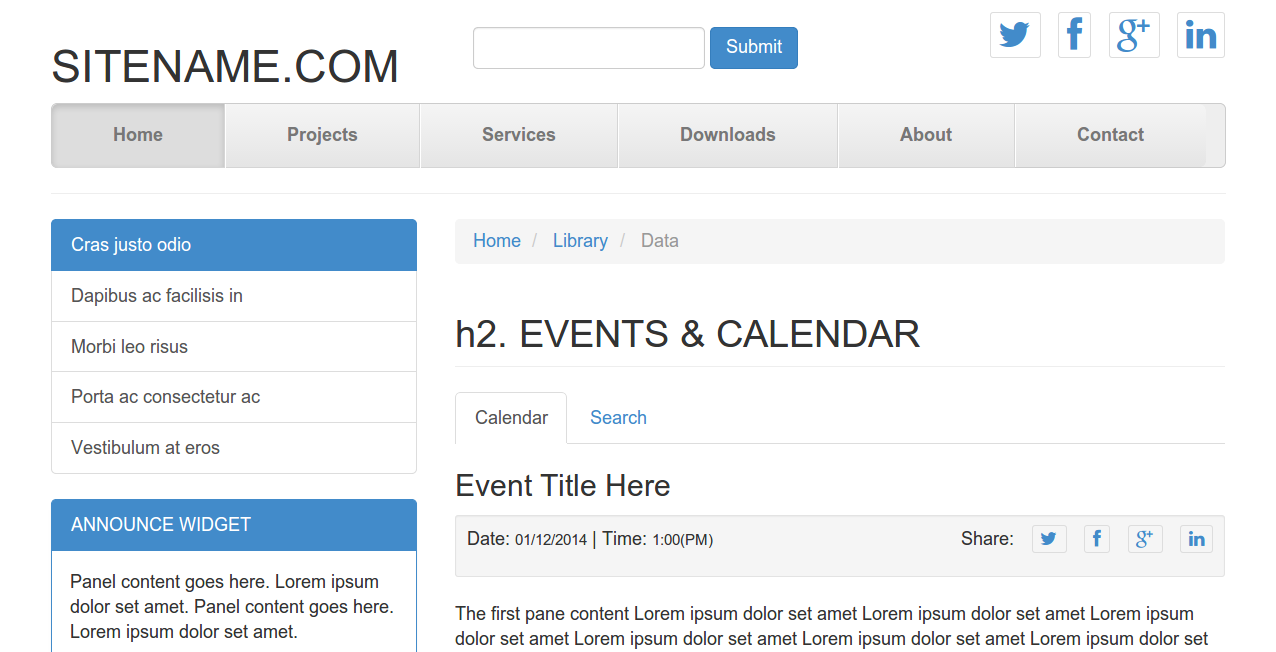 SITENAME.COM
Submit
Home Projects Services Downloads About Contact
Cras justo odio
Dapibus ac facilisis in
Morbi leo risus
Porta ac consectetur ac
Vestibulum at eros
ANNOUNCE WIDGET
Panel content goes here. Lorem ipsum
dolor set amet. Panel content goes here.
Lorem ipsum dolor set amet.
Home / Library / Data
h2. EVENTS & CALENDAR
Calendar Search
Event Title Here
Date: 01/12/2014 | Time: 1:00(PM) Share:
The first pane content Lorem ipsum dolor set amet Lorem ipsum dolor set amet Lorem ipsum
dolor set amet Lorem ipsum dolor set amet Lorem ipsum dolor set amet Lorem ipsum dolor set